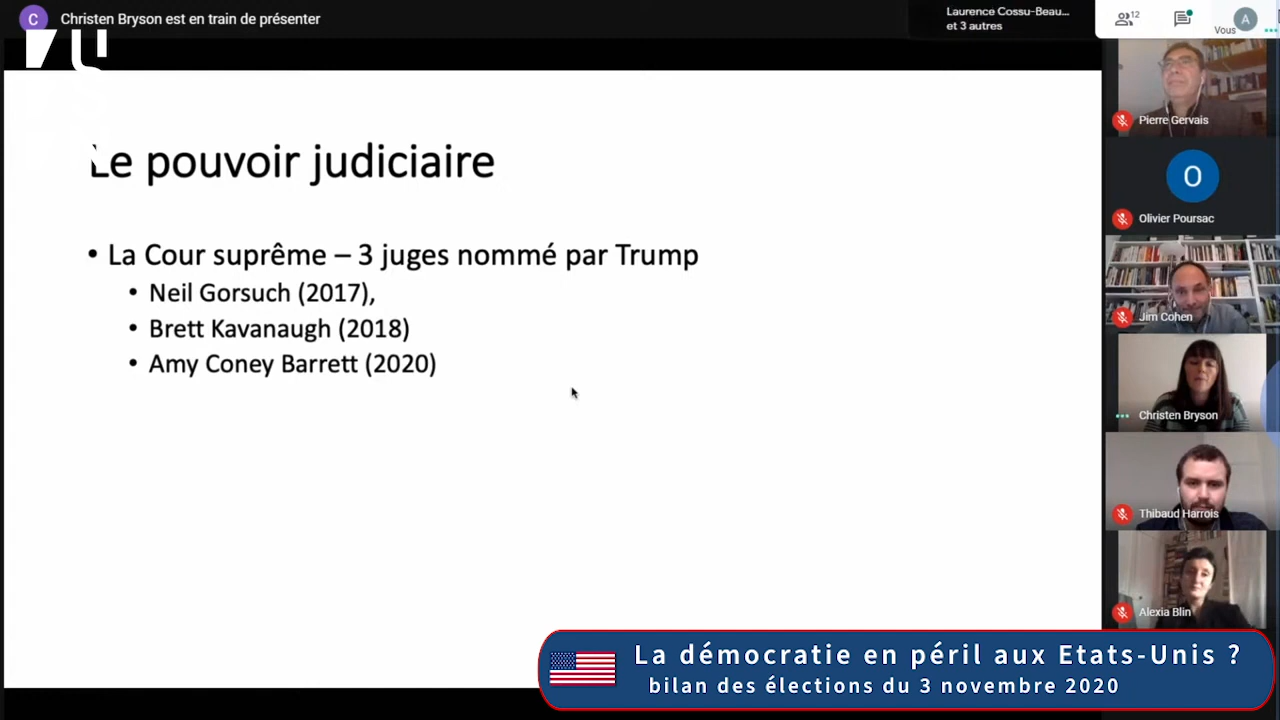 C
Christen Bryson est en train de présenter
Laurence Cossu-Beau...
et 3 autres
12
A
Vous
Le pouvoir judiciaire
• La Cour suprême – 3 juges nommé par Trump
• Neil Gorsuch (2017),
• Brett Kavanaugh (2018)
• Amy Coney Barrett (2020)
Pierre Gervais
O
Olivier Poursac
Jim Cohen
Christen Bryson
Thibaud Harrois
Alexia Blin
La démocratie en péril aux Etats-Unis ?
bilan des élections du 3 novembre 2020